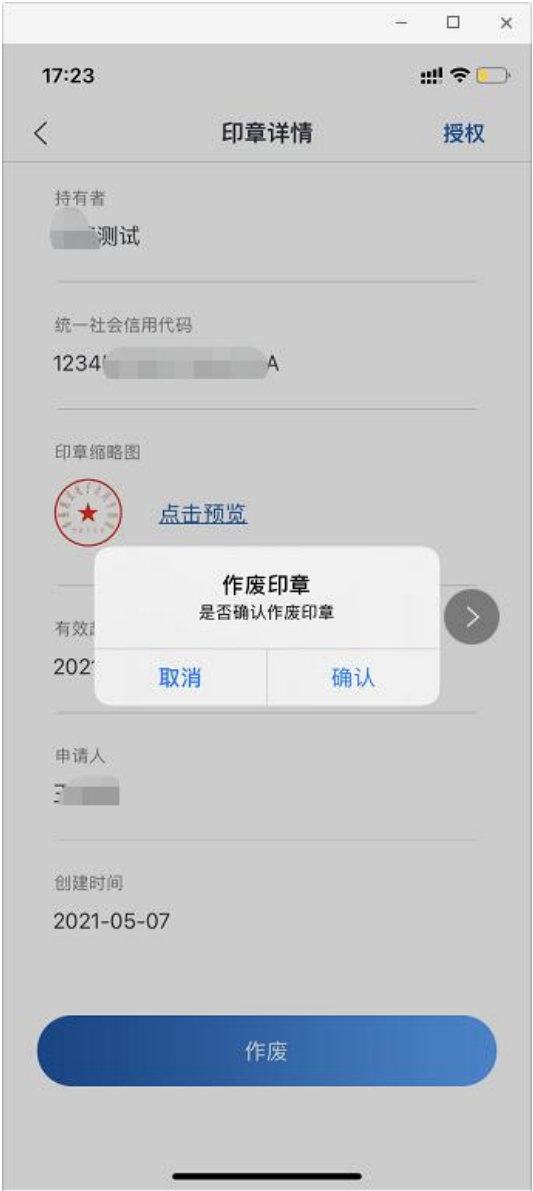 17:23
印章详情
授权
持有者
测试
统一社会信用代码
1234 A
印章缩略图
点击预览
作废印章
是否确认作废印章
取消
确认
有效
202
申请人
创建时间
2021-05-07
作废